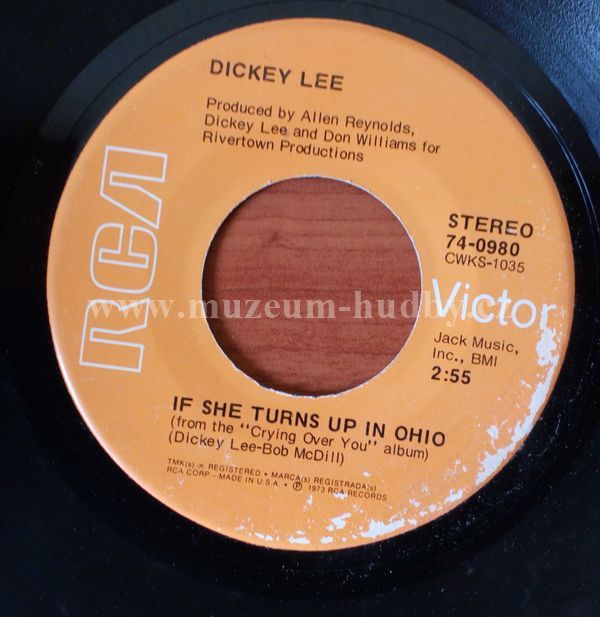 DICKEY LEE
Produced by Allen Reynolds,
Dickey Lee and Don Williams for
Rivertown Productions
RCA
STEREO
74-0980
CWKS-1035
Victor
www.muzeum-hudby.cz
Jack Music,
Inc., BMI
2:55
IF SHE TURNS UP IN OHIO
(from the "Crying Over You" album)
(Dickey Lee-Bob McDill)
TMK(s) ® REGISTERED • MARCA(s) REGISTRADA(s)
RCA CORP—MADE IN U.S.A. • ℗ 1973 RCA RECORDS